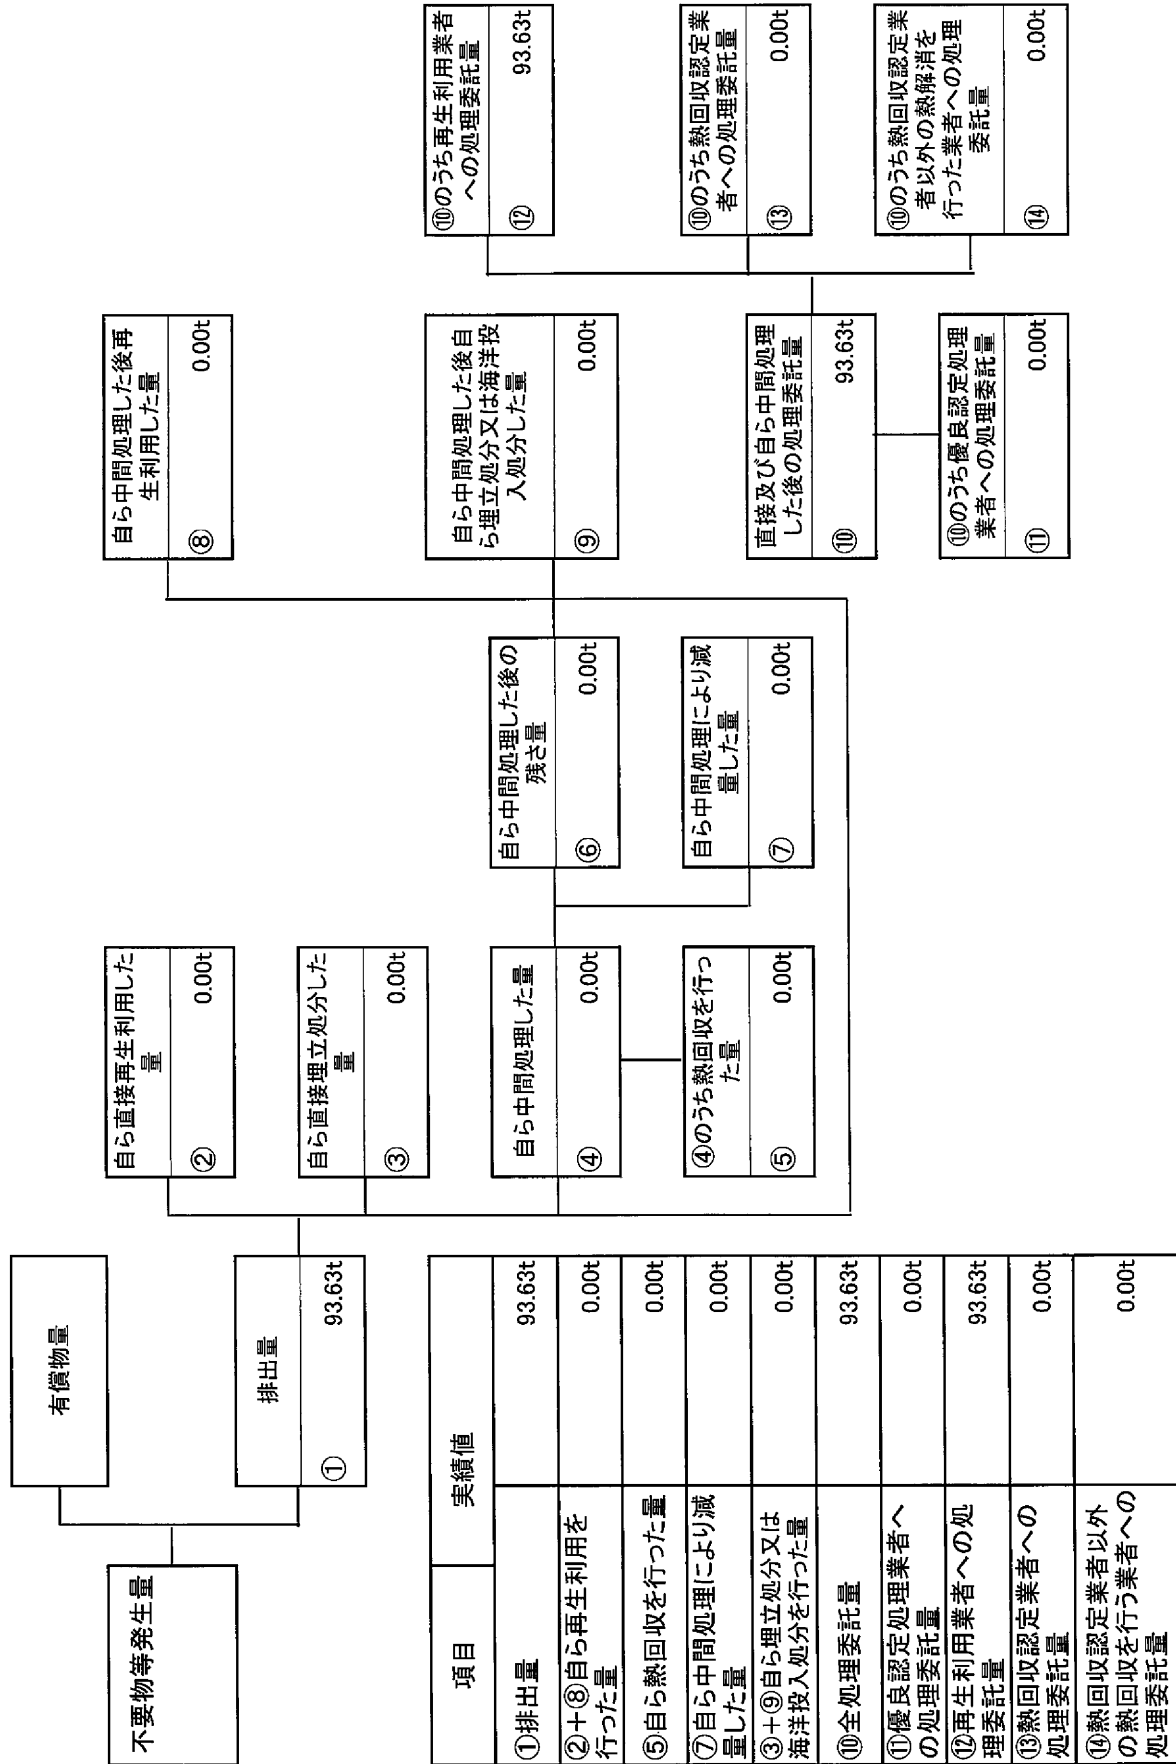 不要物等発生量
有償物量
排出量
① 93.63t
自ら直接再生利用した
量
② 0.00t
自ら直接埋立処分した
量
③ 0.00t
自ら中間処理した量
④ 0.00t
④のうち熱回収を行っ
た量
⑤ 0.00t
自ら中間処理した後の
残さ量
⑥ 0.00t
自ら中間処理により減
量した量
⑦ 0.00t
自ら中間処理した後再
生利用した量
⑧ 0.00t
自ら中間処理した後自
ら埋立処分又は海洋投
入処分した量
⑨ 0.00t
直接及び自ら中間処理
した後の処理委託量
⑩ 93.63t
⑩のうち優良認定処理
業者への処理委託量
⑪ 0.00t
⑩のうち再生利用業者
への処理委託量
⑫ 93.63t
⑩のうち熱回収認定業
者への処理委託量
⑬ 0.00t
⑩のうち熱回収認定業
者以外の熱解消を
行った業者への処理
委託量
⑭ 0.00t
項目 実績値
①排出量 93.63t
②+⑧自ら再生利用を
行った量 0.00t
⑤自ら熱回収を行った量 0.00t
⑦自ら中間処理により減
量した量 0.00t
③+⑨自ら埋立処分又は
海洋投入処分を行った量 0.00t
⑩全処理委託量 93.63t
⑪優良認定処理業者へ
の処理委託量 0.00t
⑫再生利用業者への処
理委託量 93.63t
⑬熱回収認定業者への
処理委託量 0.00t
⑭熱回収認定業者以外
の熱回収を行う業者への
処理委託量 0.00t